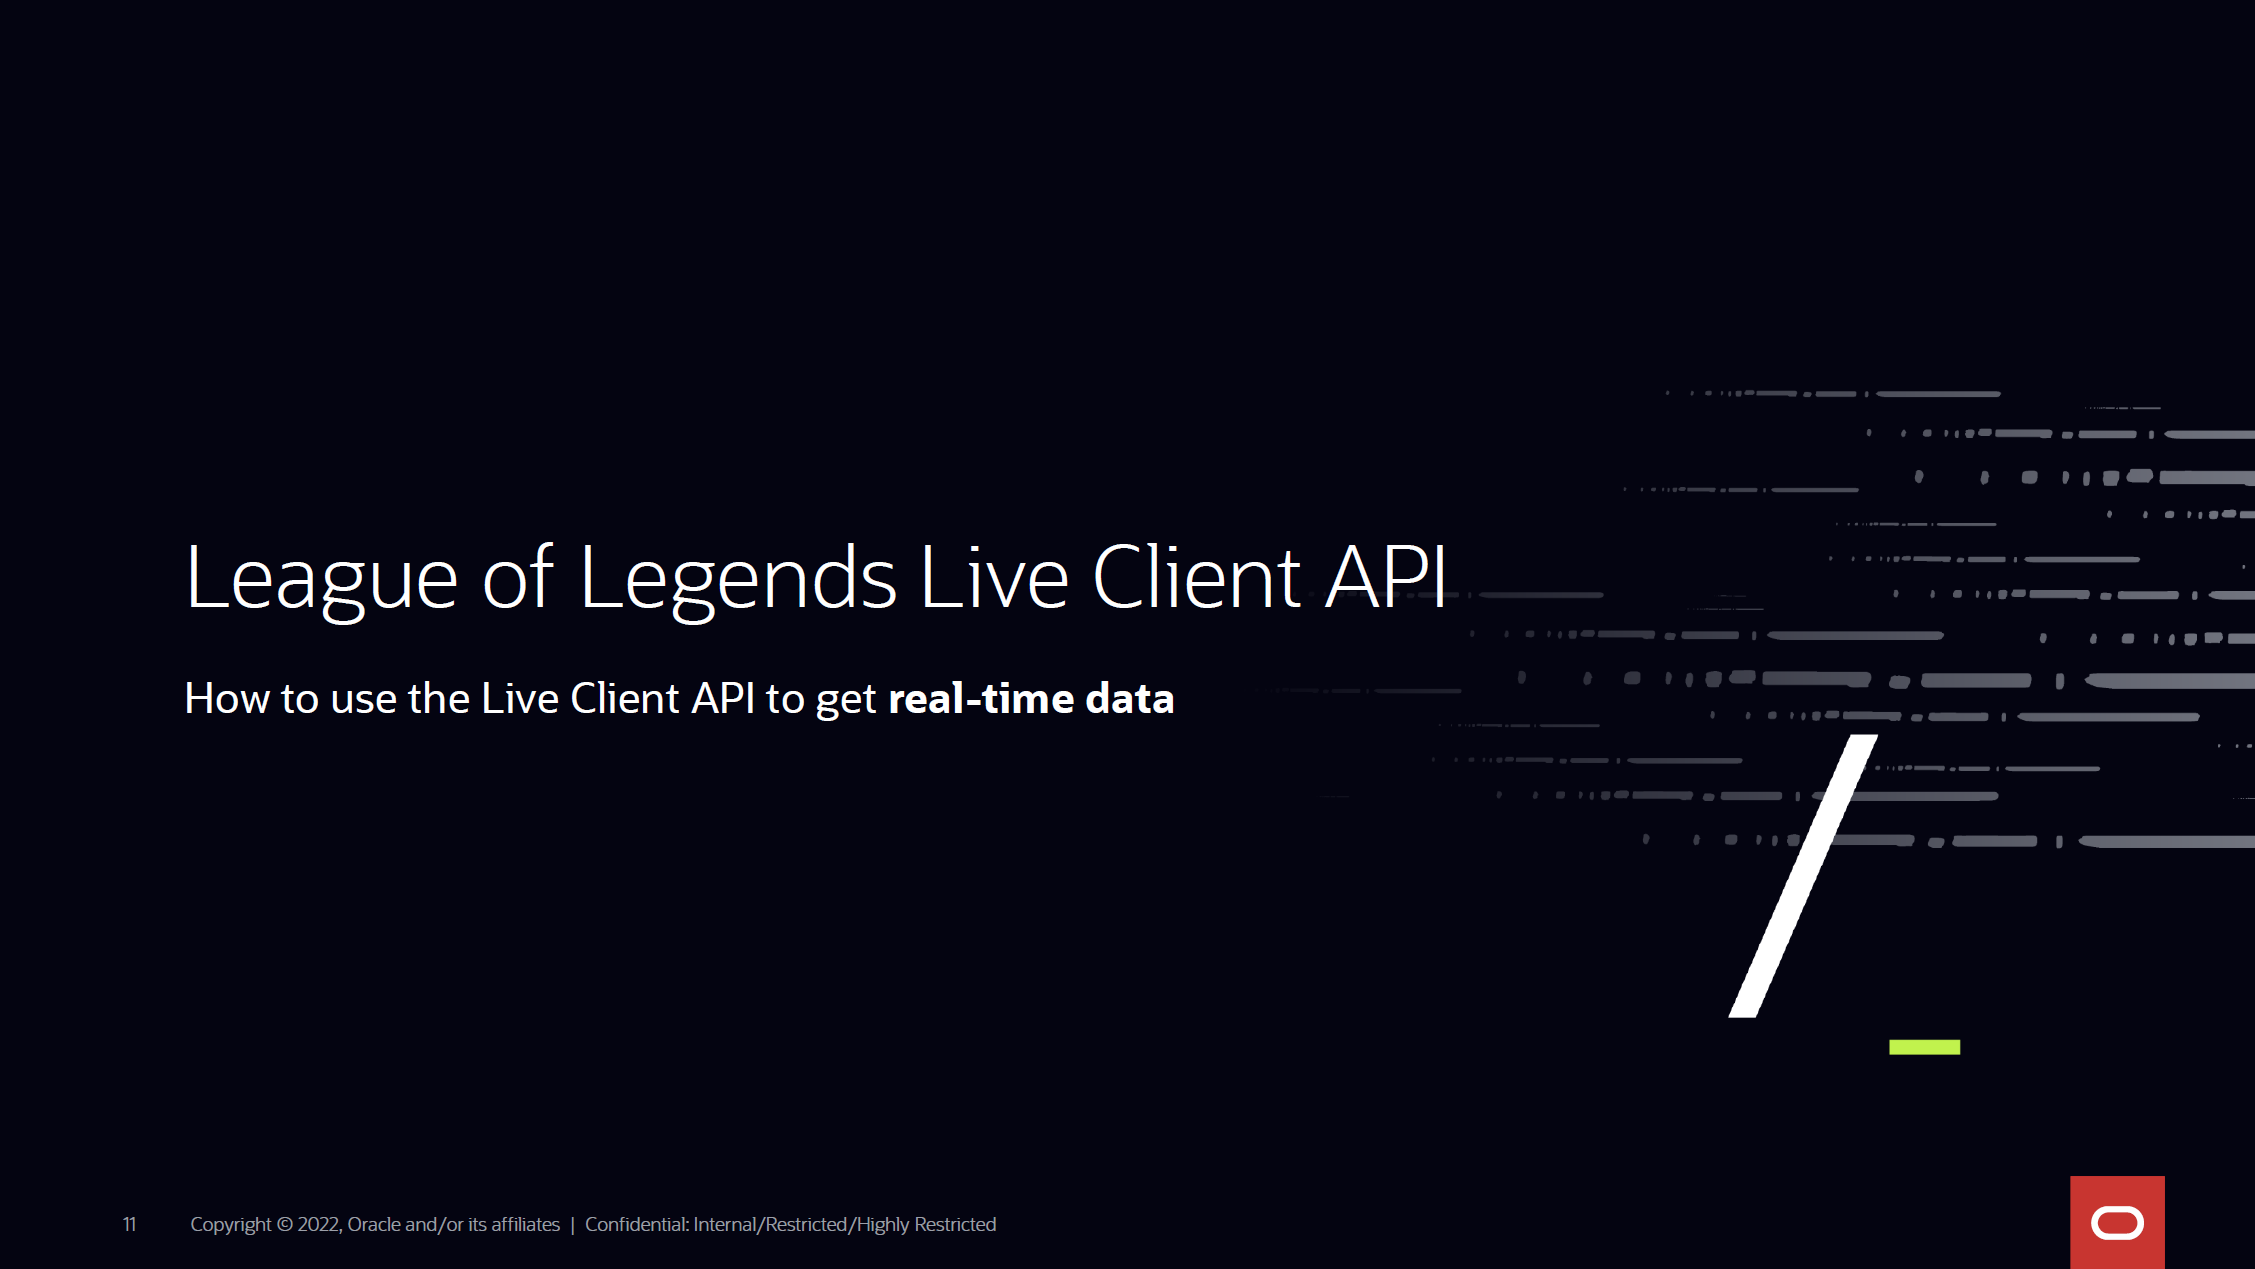 League of Legends Live Client API
How to use the Live Client API to get real-time data
11 Copyright © 2022, Oracle and/or its affiliates | Confidential: Internal/Restricted/Highly Restricted